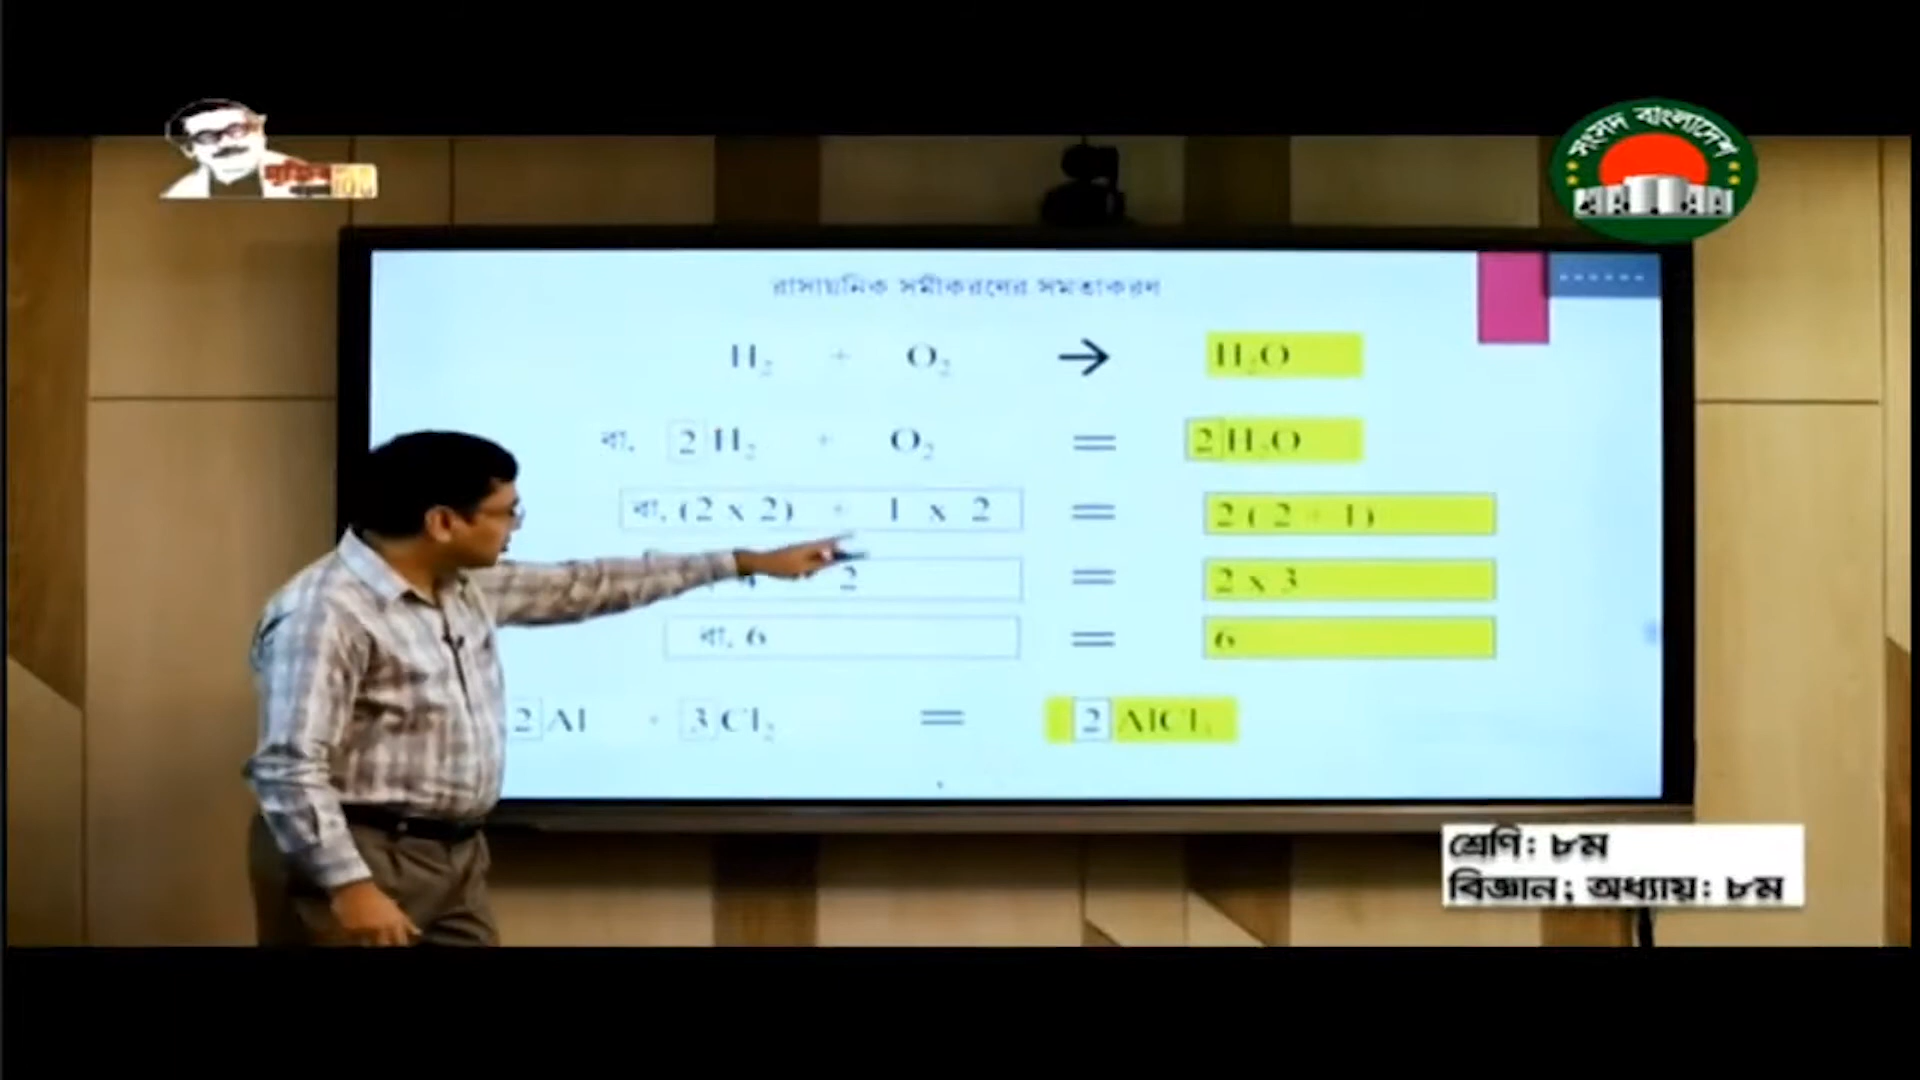 সংসদ বাংলাদেশ
রাসায়নিক সমীকরণের সমতাকরণ
H₂ + O₂ → H₂O
বা, 2 H₂ + O₂ = 2 H₂O
বা, (2 x 2) + 1 x 2 = 2 ( 2 + 1)
2 = 2 x 3
বা, 6 = 6
2 Al + 3 Cl₂ = 2 AlCl₃
শ্রেণি: ৮ম
বিজ্ঞান; অধ্যায়: ৮ম